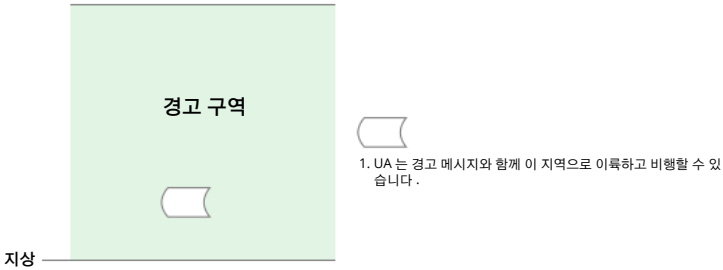 경고 구역
1. UA 는 경고 메시지와 함께 이 지역으로 이륙하고 비행할 수 있
습니다 .
지상